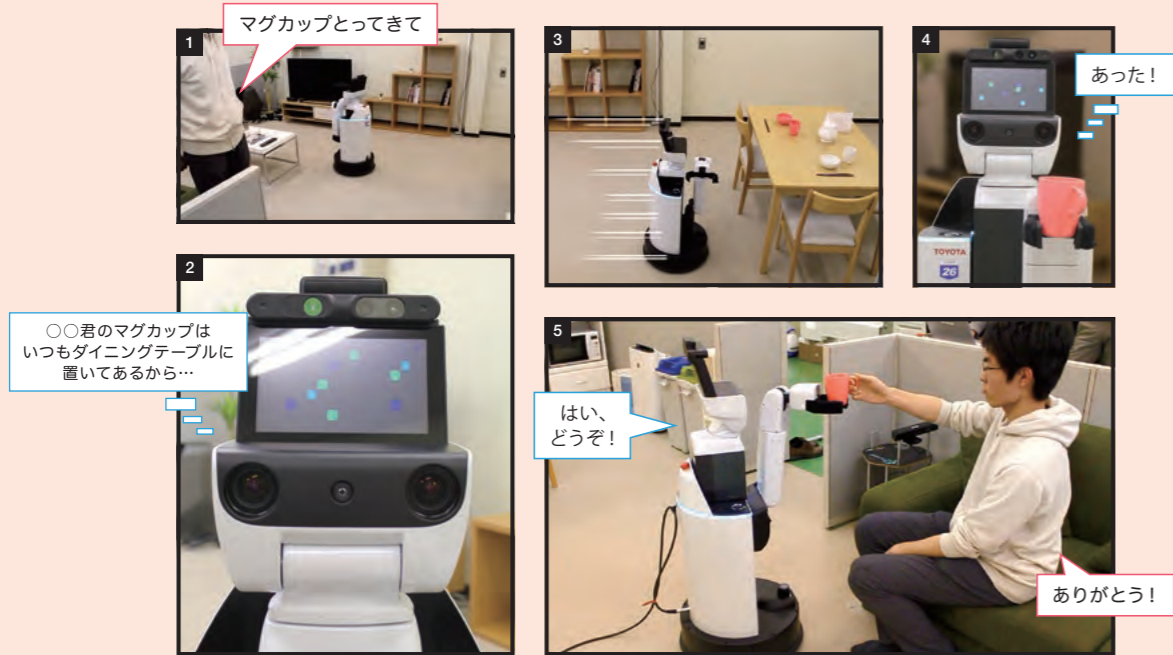 1
マグカップとってきて
2
○○君のマグカップは
いつもダイニングテーブルに
置いてあるから…
3
4
あった！
TOYOTA
26
5
はい、
どうぞ！
ありがとう！